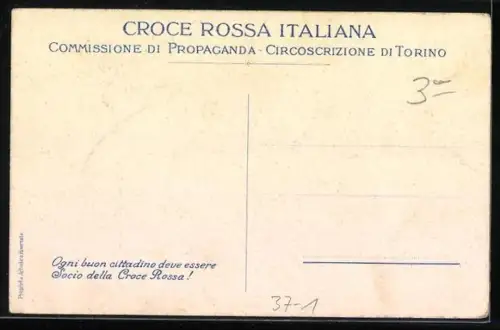 CROCE ROSSA ITALIANA
COMMISSIONE DI PROPAGANDA - CIRCOSCRIZIONE DI TORINO
3—
Ogni buon cittadino deve essere
Socio della Croce Rossa!
37-1